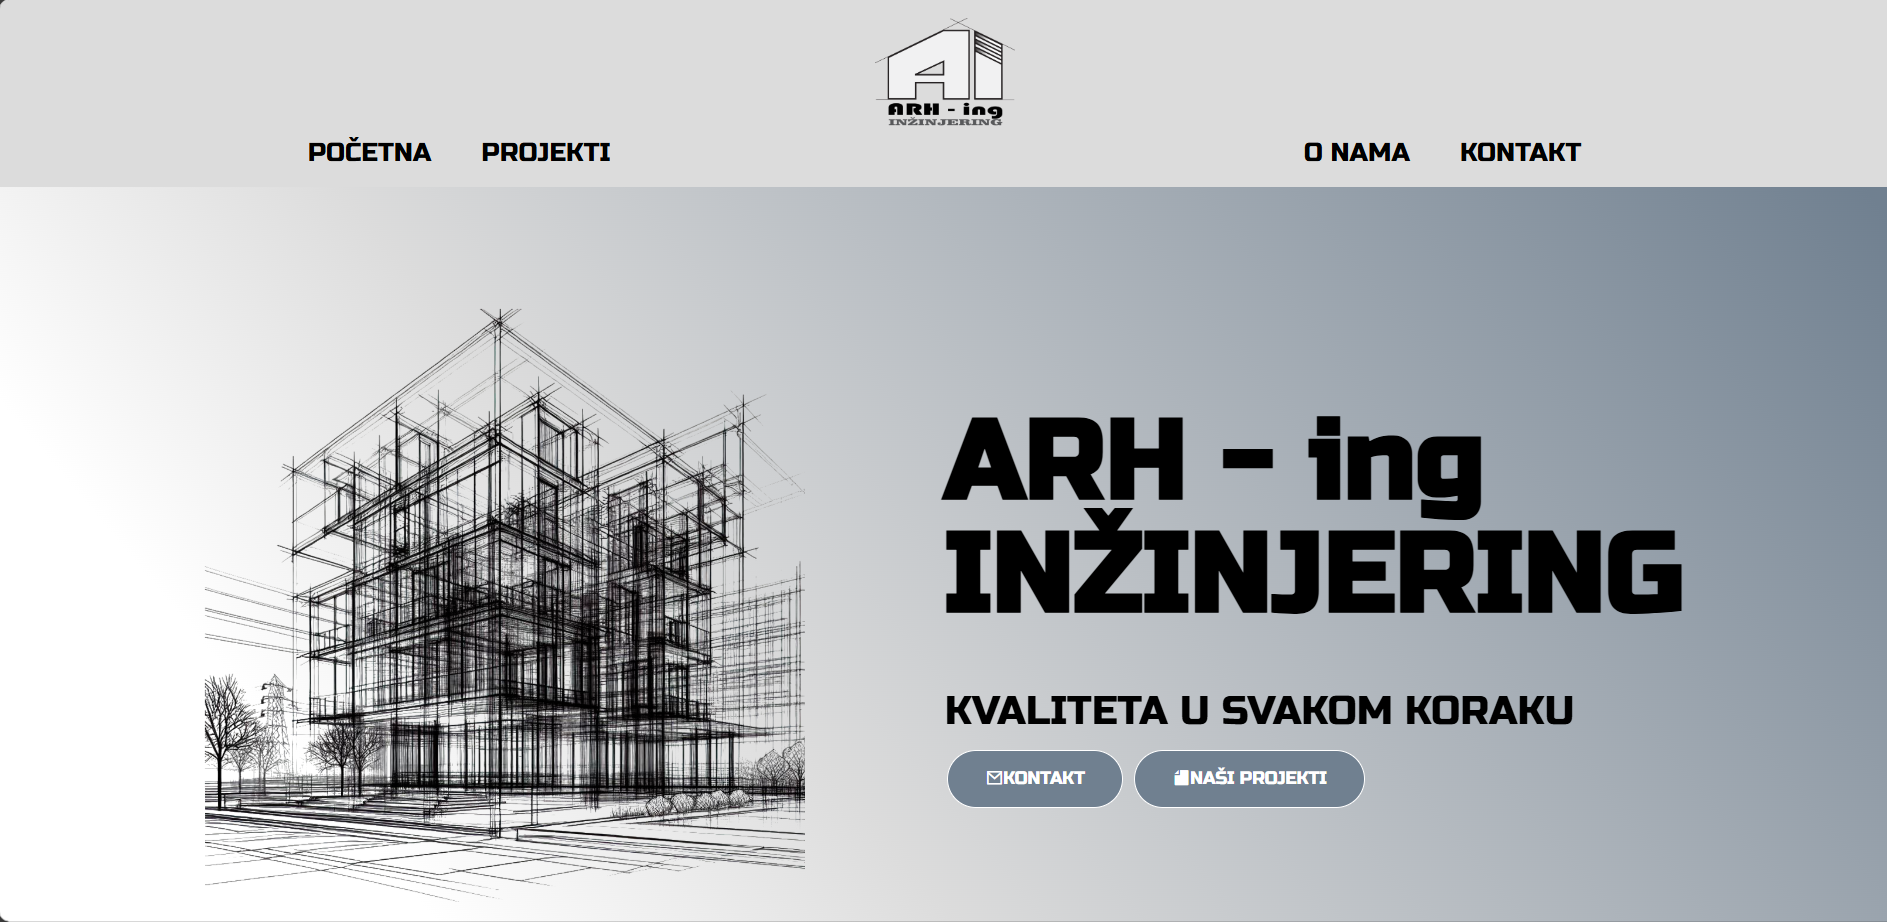 ARH - ing
INŽINJERING
POČETNA PROJEKTI O NAMA KONTAKT
ARH - ing
INŽINJERING
KVALITETA U SVAKOM KORAKU
KONTAKT NAŠI PROJEKTI